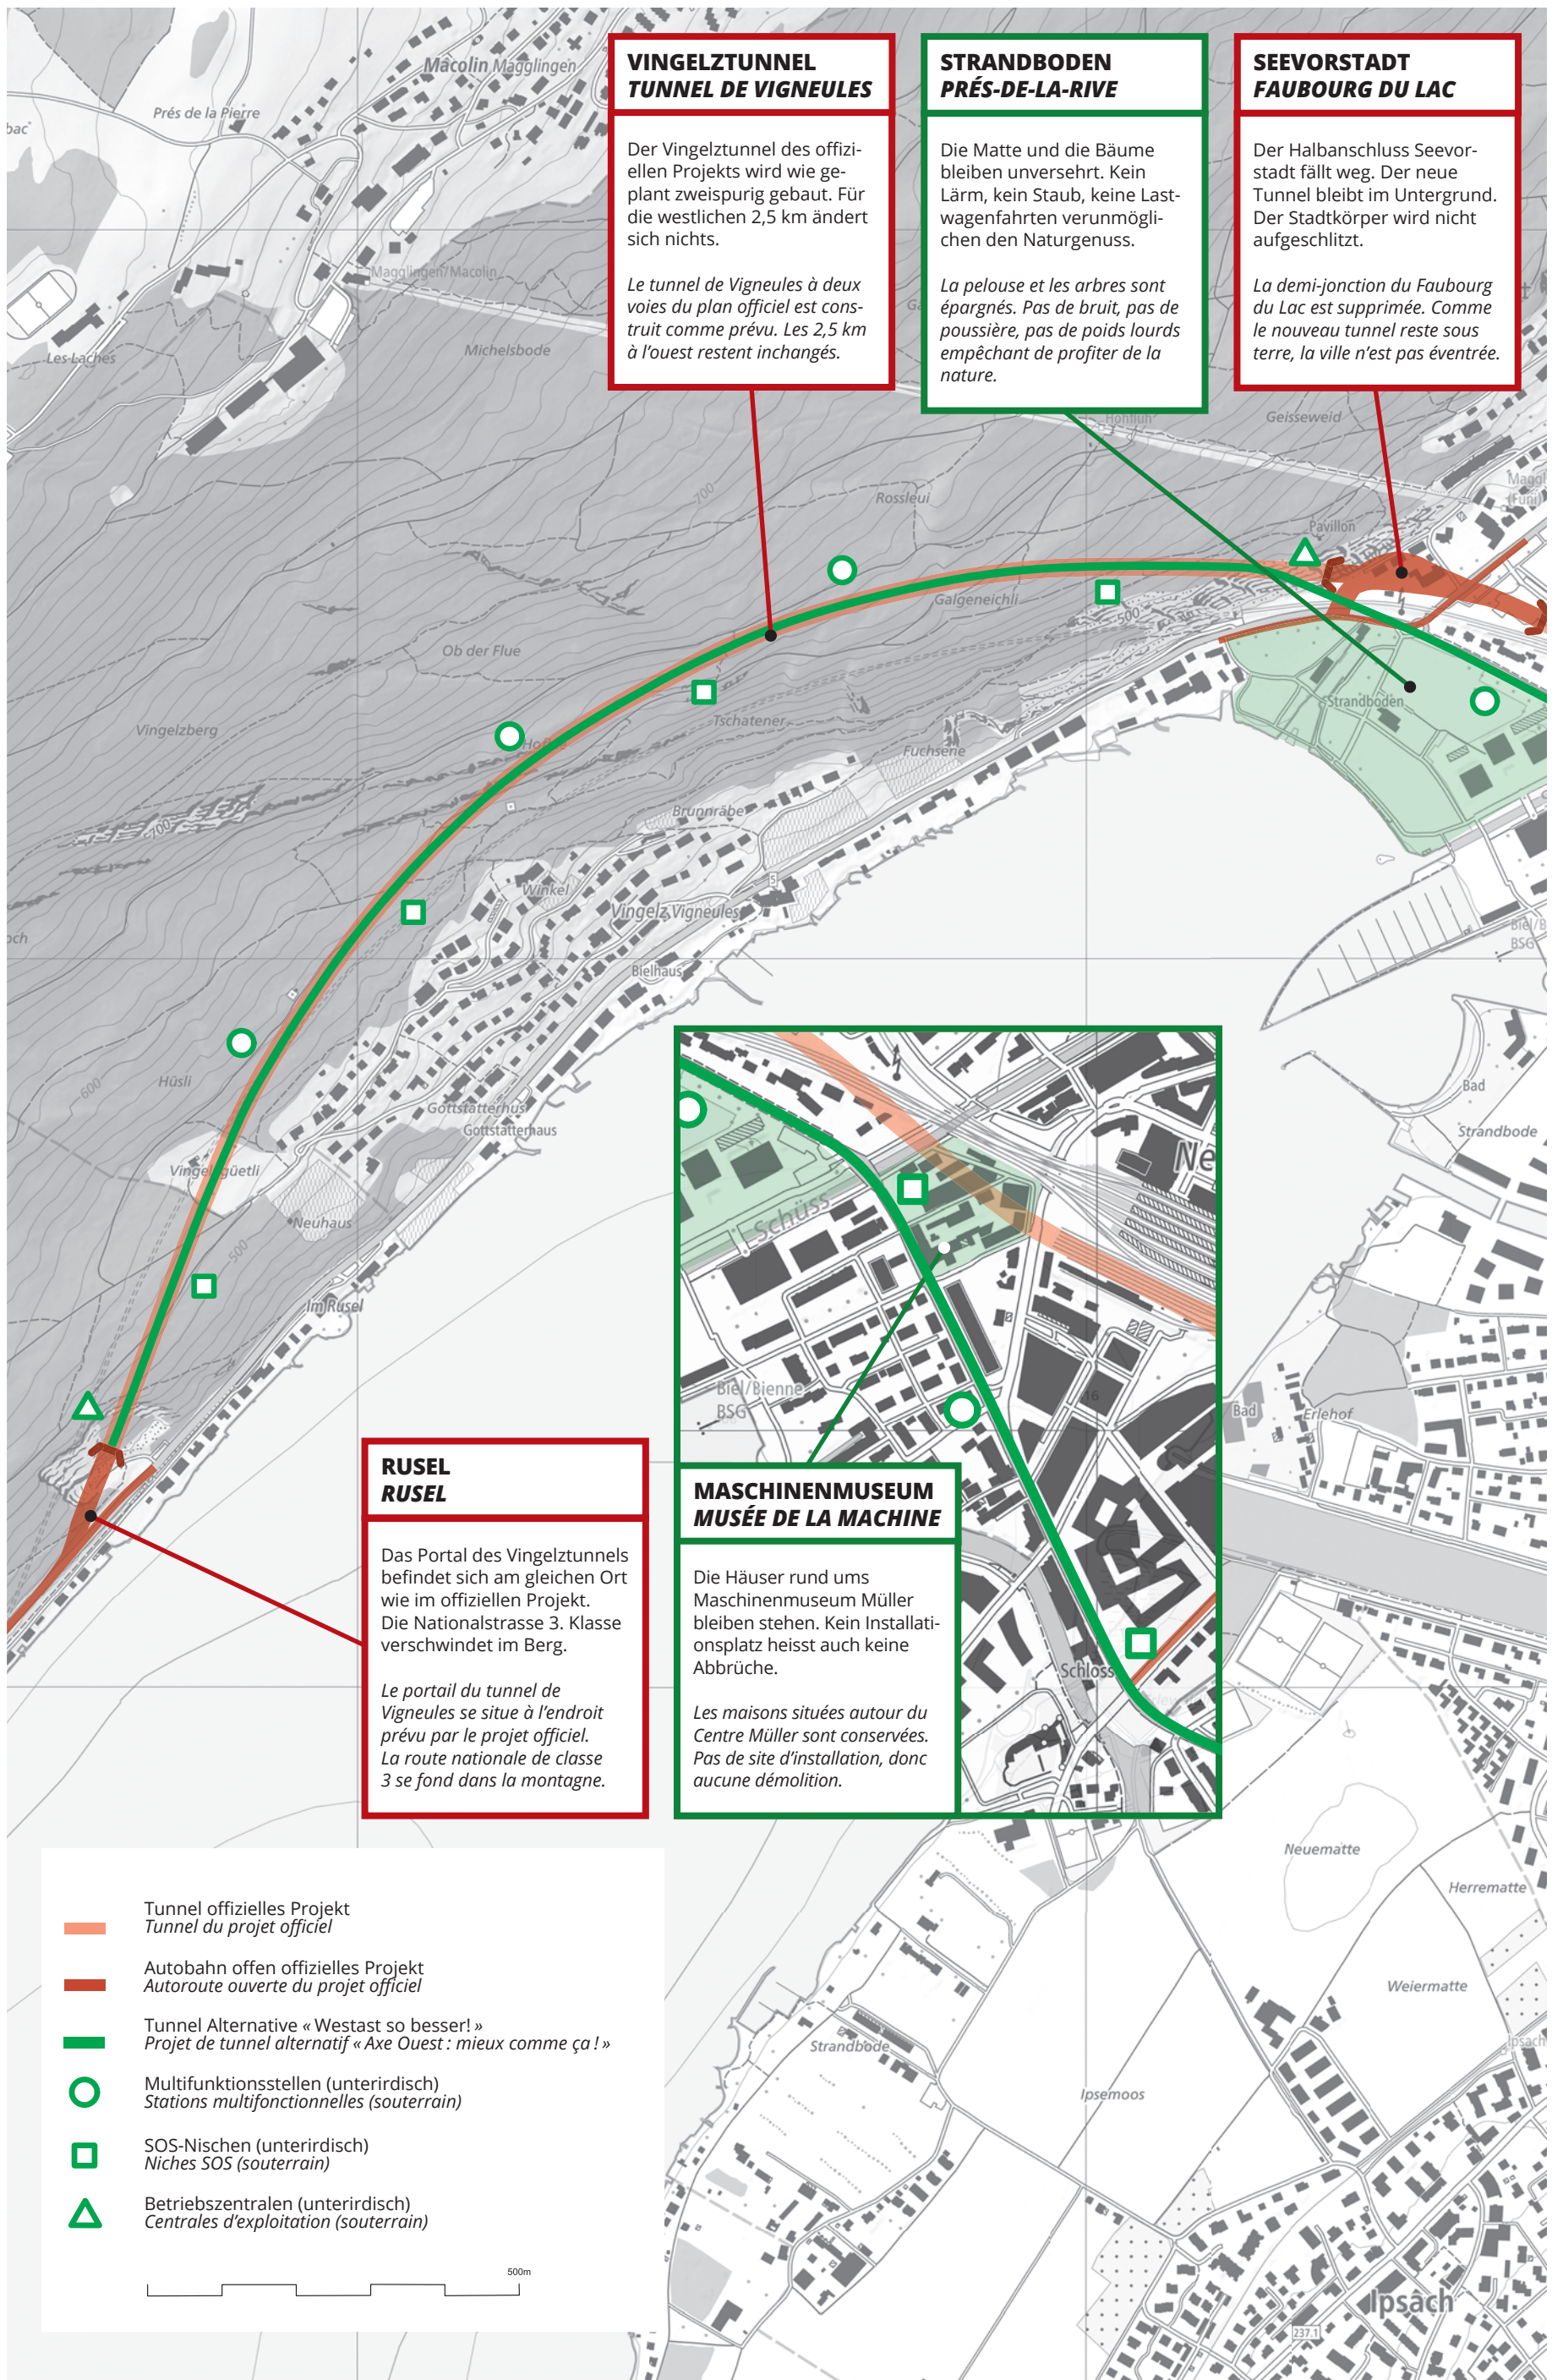 Macolin Magglingen
Prés de la Pierre
Magglingen/Macolin
Les Laches
Michelsbode
VINGELZTUNNEL
TUNNEL DE VIGNEULES
Der Vingelztunnel des offizi-
ellen Projekts wird wie ge-
plant zweispurig gebaut. Für
die westlichen 2,5 km ändert
sich nichts.
Le tunnel de Vigneules à deux
voies du plan officiel est cons-
truit comme prévu. Les 2,5 km
à l’ouest restent inchangés.
STRANDBODEN
PRÉS-DE-LA-RIVE
Die Matte und die Bäume
bleiben unversehrt. Kein
Lärm, kein Staub, keine Last-
wagenfahrten verunmögli-
chen den Naturgenuss.
La pelouse et les arbres sont
épargnés. Pas de bruit, pas de
poussière, pas de poids lourds
empêchant de profiter de la
nature.
SEEVORSTADT
FAUBOURG DU LAC
Der Halbanschluss Seevor-
stadt fällt weg. Der neue
Tunnel bleibt im Untergrund.
Der Stadtkörper wird nicht
aufgeschlitzt.
La demi-jonction du Faubourg
du Lac est supprimée. Comme
le nouveau tunnel reste sous
terre, la ville n’est pas éventrée.
Hohfluh
Geisseweid
700
Rossleui
Pavillon
Galgeneichli
500
Ob der Flue
Strandboden
Vingelzberg
Tschatener
Fuchsene
700
Brunnräbe
Winkel
5
Vingelz Vigneules
Bielhaus
600
Hüsli
Gottstatterhus
Gottstatterhaus
Neuhaus
500
Im Rusel
Bad
Strandbode
Schüss
Ne
Biel/Bienne
BSG
Schloss
Bad
Erlehof
RUSEL
RUSEL
Das Portal des Vingelztunnels
befindet sich am gleichen Ort
wie im offiziellen Projekt.
Die Nationalstrasse 3. Klasse
verschwindet im Berg.
Le portail du tunnel de
Vigneules se situe à l’endroit
prévu par le projet officiel.
La route nationale de classe
3 se fond dans la montagne.
MASCHINENMUSEUM
MUSÉE DE LA MACHINE
Die Häuser rund ums
Maschinenmuseum Müller
bleiben stehen. Kein Installati-
onsplatz heisst auch keine
Abbrüche.
Les maisons situées autour du
Centre Müller sont conservées.
Pas de site d’installation, donc
aucune démolition.
Neuematte
Herrematte
Weiermatte
Ipsach
Strandbode
Ipsemoos
Ipsach
237.1
Tunnel offizielles Projekt
Tunnel du projet officiel
Autobahn offen offizielles Projekt
Autoroute ouverte du projet officiel
Tunnel Alternative « Westast so besser! »
Projet de tunnel alternatif « Axe Ouest : mieux comme ça ! »
Multifunktionsstellen (unterirdisch)
Stations multifonctionnelles (souterrain)
SOS-Nischen (unterirdisch)
Niches SOS (souterrain)
Betriebszentralen (unterirdisch)
Centrales d’exploitation (souterrain)
500m